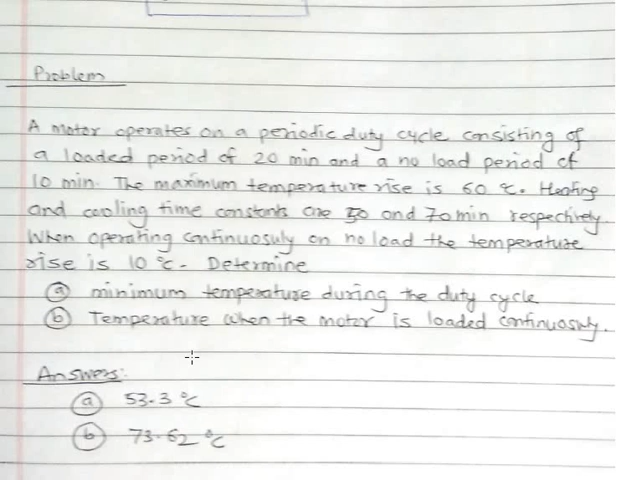 Problem
A motor operates on a periodic duty cycle consisting of
a loaded period of 20 min and a no load period of
10 min. The maximum temperature rise is 60 °C. Heating
and cooling time constants are 50 and 70 min respectively.
When operating continuosuly on no load the temperature
rise is 10 °C. Determine
(a) minimum temperature during the duty cycle
(b) Temperature when the motor is loaded continuosuly.
Answers:
(a) 53.3 °C
(b) 73.62 °C